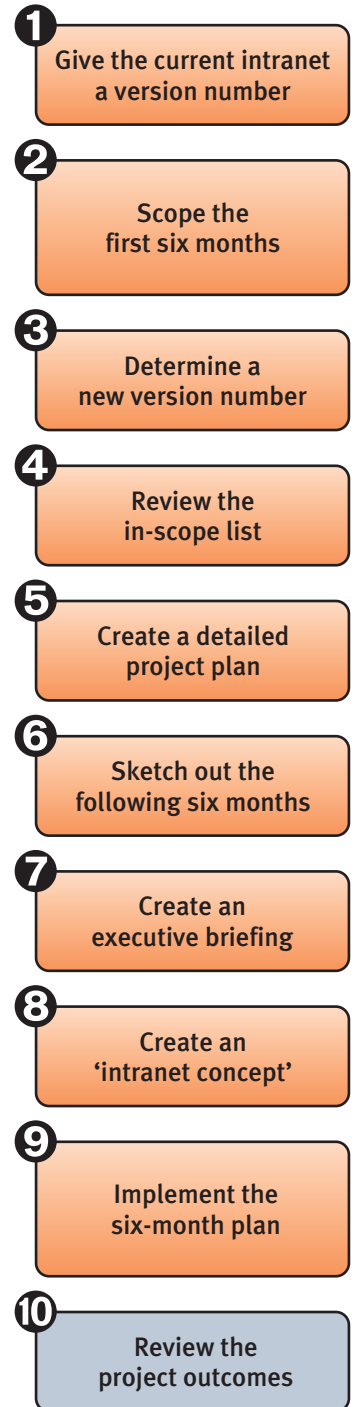 1
Give the current intranet
a version number
2
Scope the
first six months
3
Determine a
new version number
4
Review the
in-scope list
5
Create a detailed
project plan
6
Sketch out the
following six months
7
Create an
executive briefing
8
Create an
‘intranet concept’
9
Implement the
six-month plan
10
Review the
project outcomes